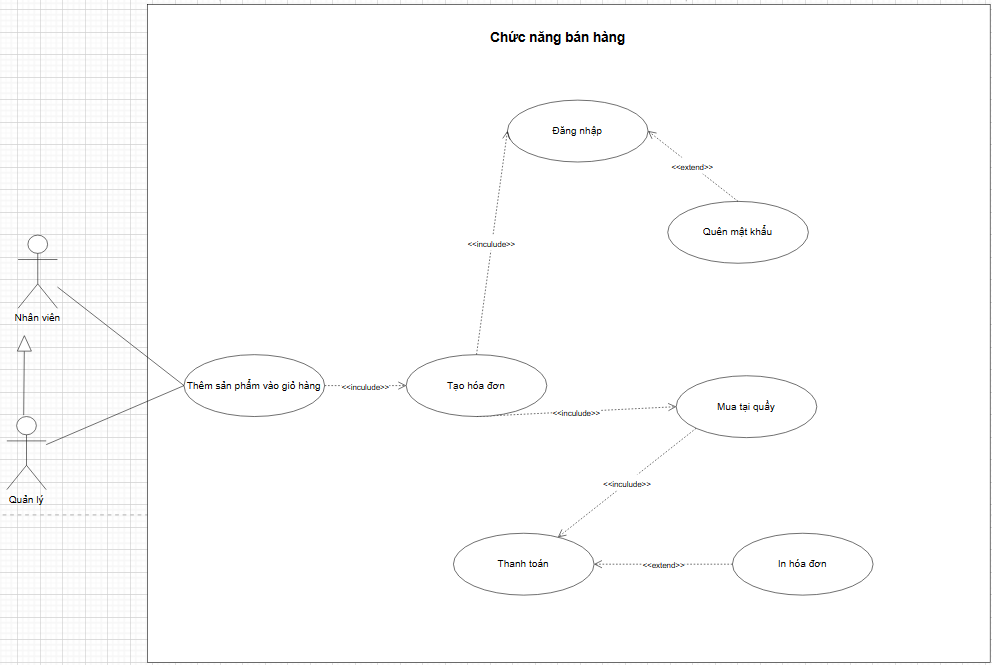 Chức năng bán hàng
Đăng nhập
<<extend>>
Quên mật khẩu
<<inculude>>
Nhân viên
Thêm sản phẩm vào giỏ hàng
<<inculude>>
Tạo hóa đơn
<<inculude>>
Mua tại quầy
<<inculude>>
Quản lý
Thanh toán
<<extend>>
In hóa đơn